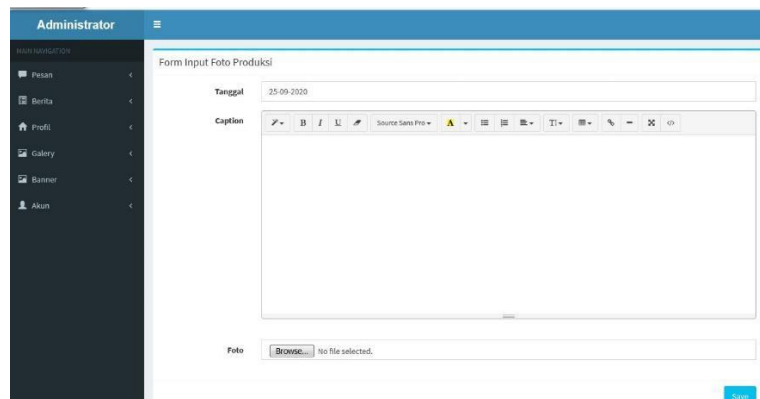 Administrator
MAIN NAVIGATION
Pesan
Berita
Profil
Galery
Banner
Akun
Form Input Foto Produksi
Tanggal 25-09-2020
Caption B I U Source Sans Pro A TI </>
Foto Browse... No file selected.
Save